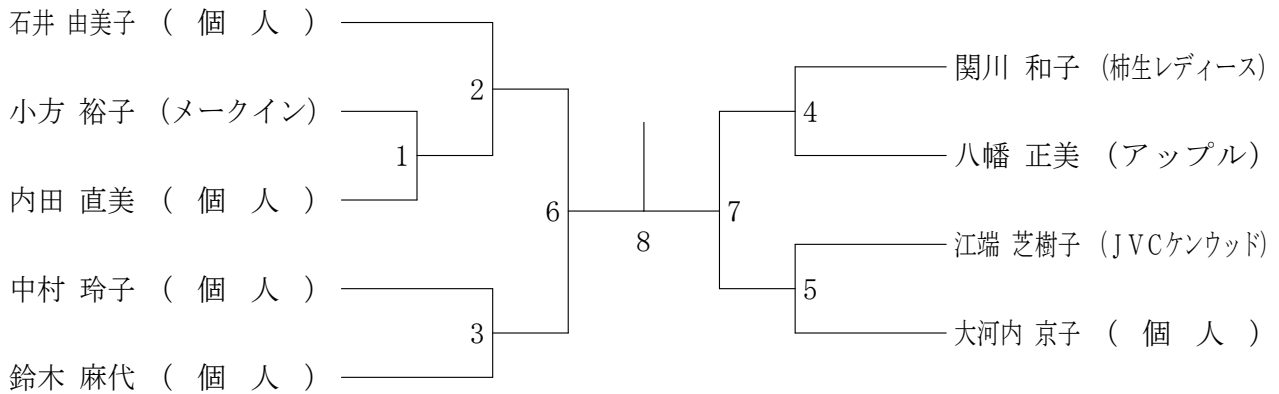 石井 由美子 （ 個 人 ）
小方 裕子 （メークイン）
内田 直美 （ 個 人 ）
中村 玲子 （ 個 人 ）
鈴木 麻代 （ 個 人 ）
1
2
3
6
8
7
4
5
関川 和子 （柿生レディース）
八幡 正美 （アップル）
江端 芝樹子 （ＪＶＣケンウッド）
大河内 京子 （ 個 人 ）